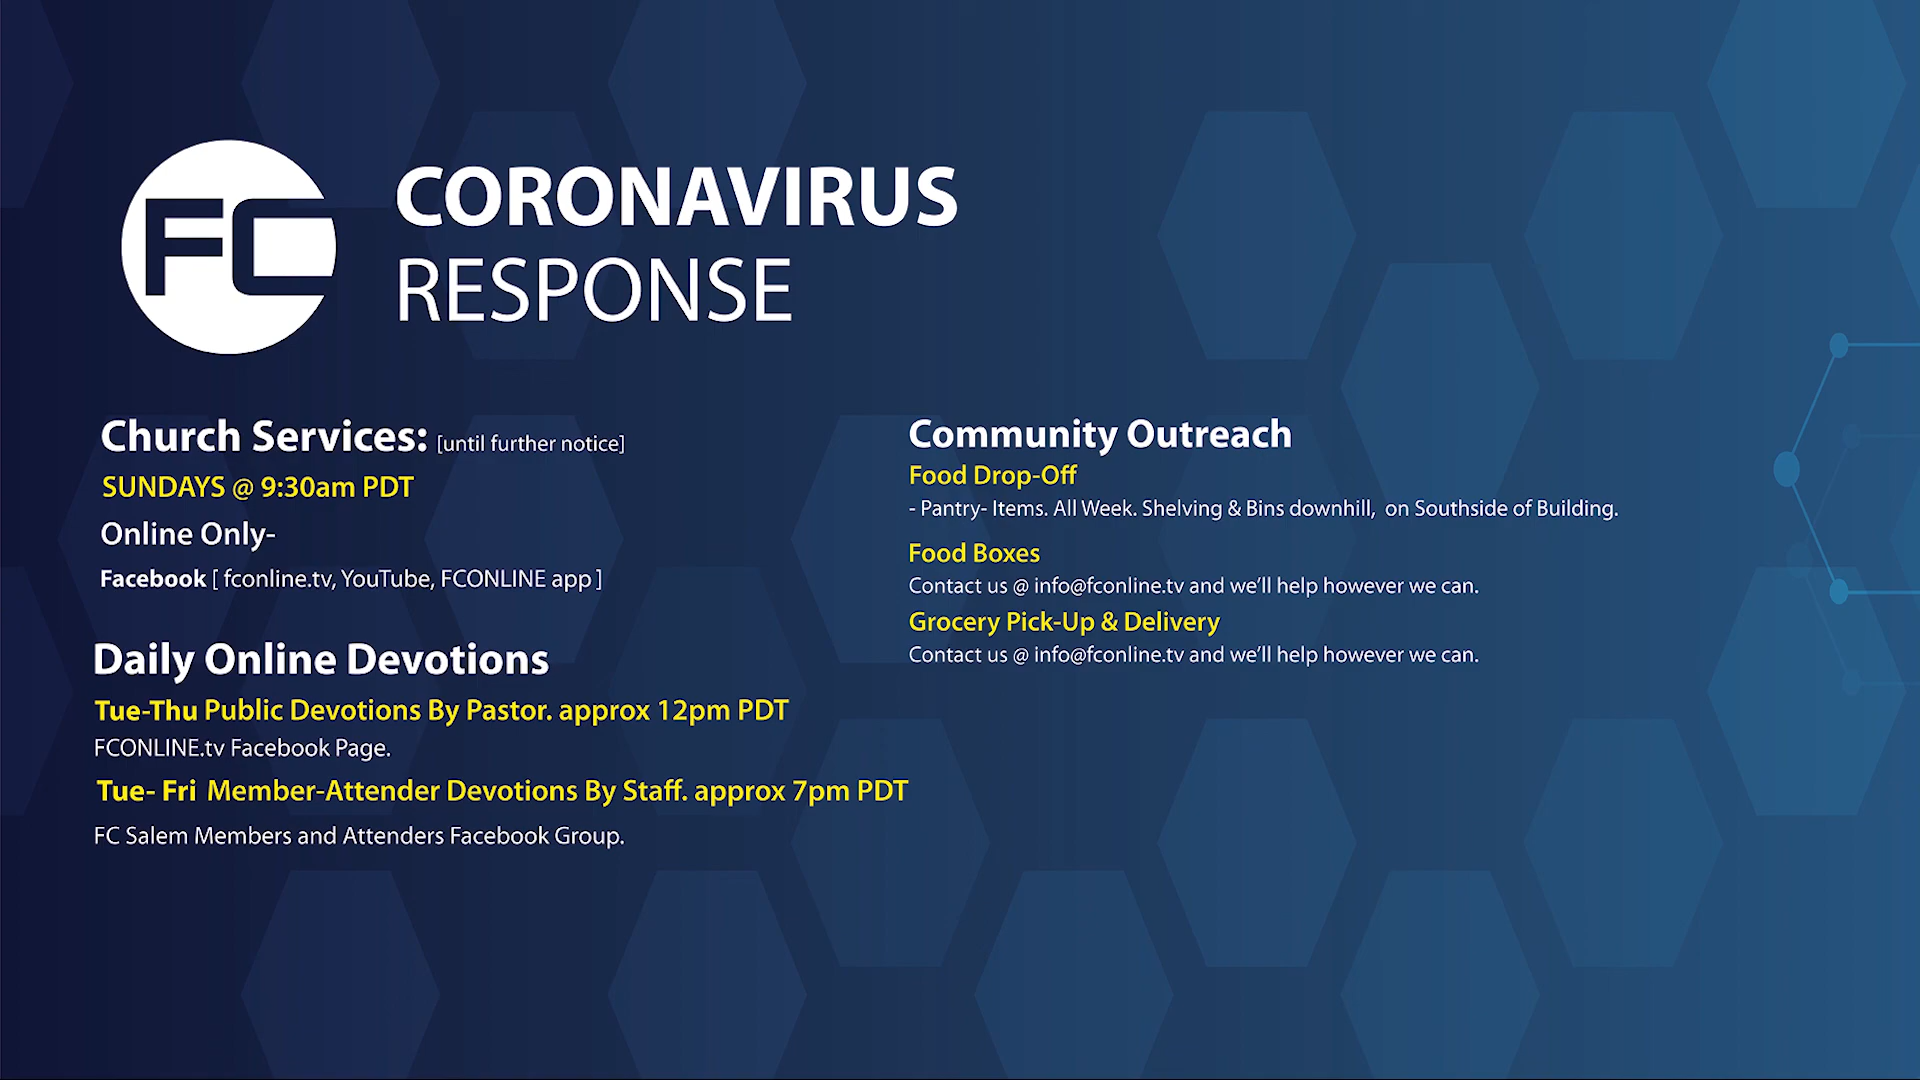 FC
CORONAVIRUS
RESPONSE
Church Services: [until further notice]
SUNDAYS @ 9:30am PDT
Online Only-
Facebook [ fconline.tv, YouTube, FCONLINE app ]
Daily Online Devotions
Tue-Thu Public Devotions By Pastor. approx 12pm PDT
FCONLINE.tv Facebook Page.
Tue- Fri Member-Attender Devotions By Staff. approx 7pm PDT
FC Salem Members and Attenders Facebook Group.
Community Outreach
Food Drop-Off
- Pantry- Items. All Week. Shelving & Bins downhill, on Southside of Building.
Food Boxes
Contact us @ info@fconline.tv and we’ll help however we can.
Grocery Pick-Up & Delivery
Contact us @ info@fconline.tv and we’ll help however we can.